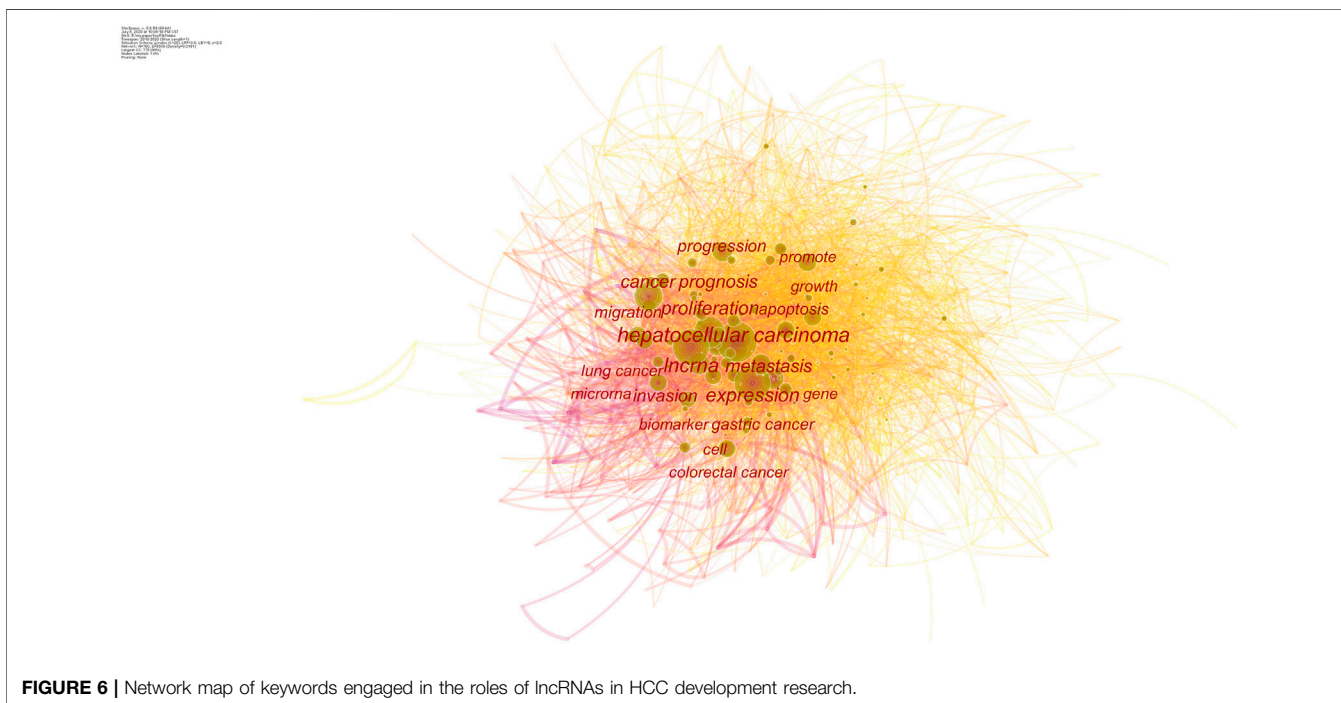 CiteSpace, v.
July
progression
promote
cancer prognosis
growth
migration proliferation apoptosis
hepatocellular carcinoma
lncrna metastasis
lung cancer
microrna invasion expression gene
biomarker gastric cancer
cell
colorectal cancer
FIGURE 6 | Network map of keywords engaged in the roles of lncRNAs in HCC development research.